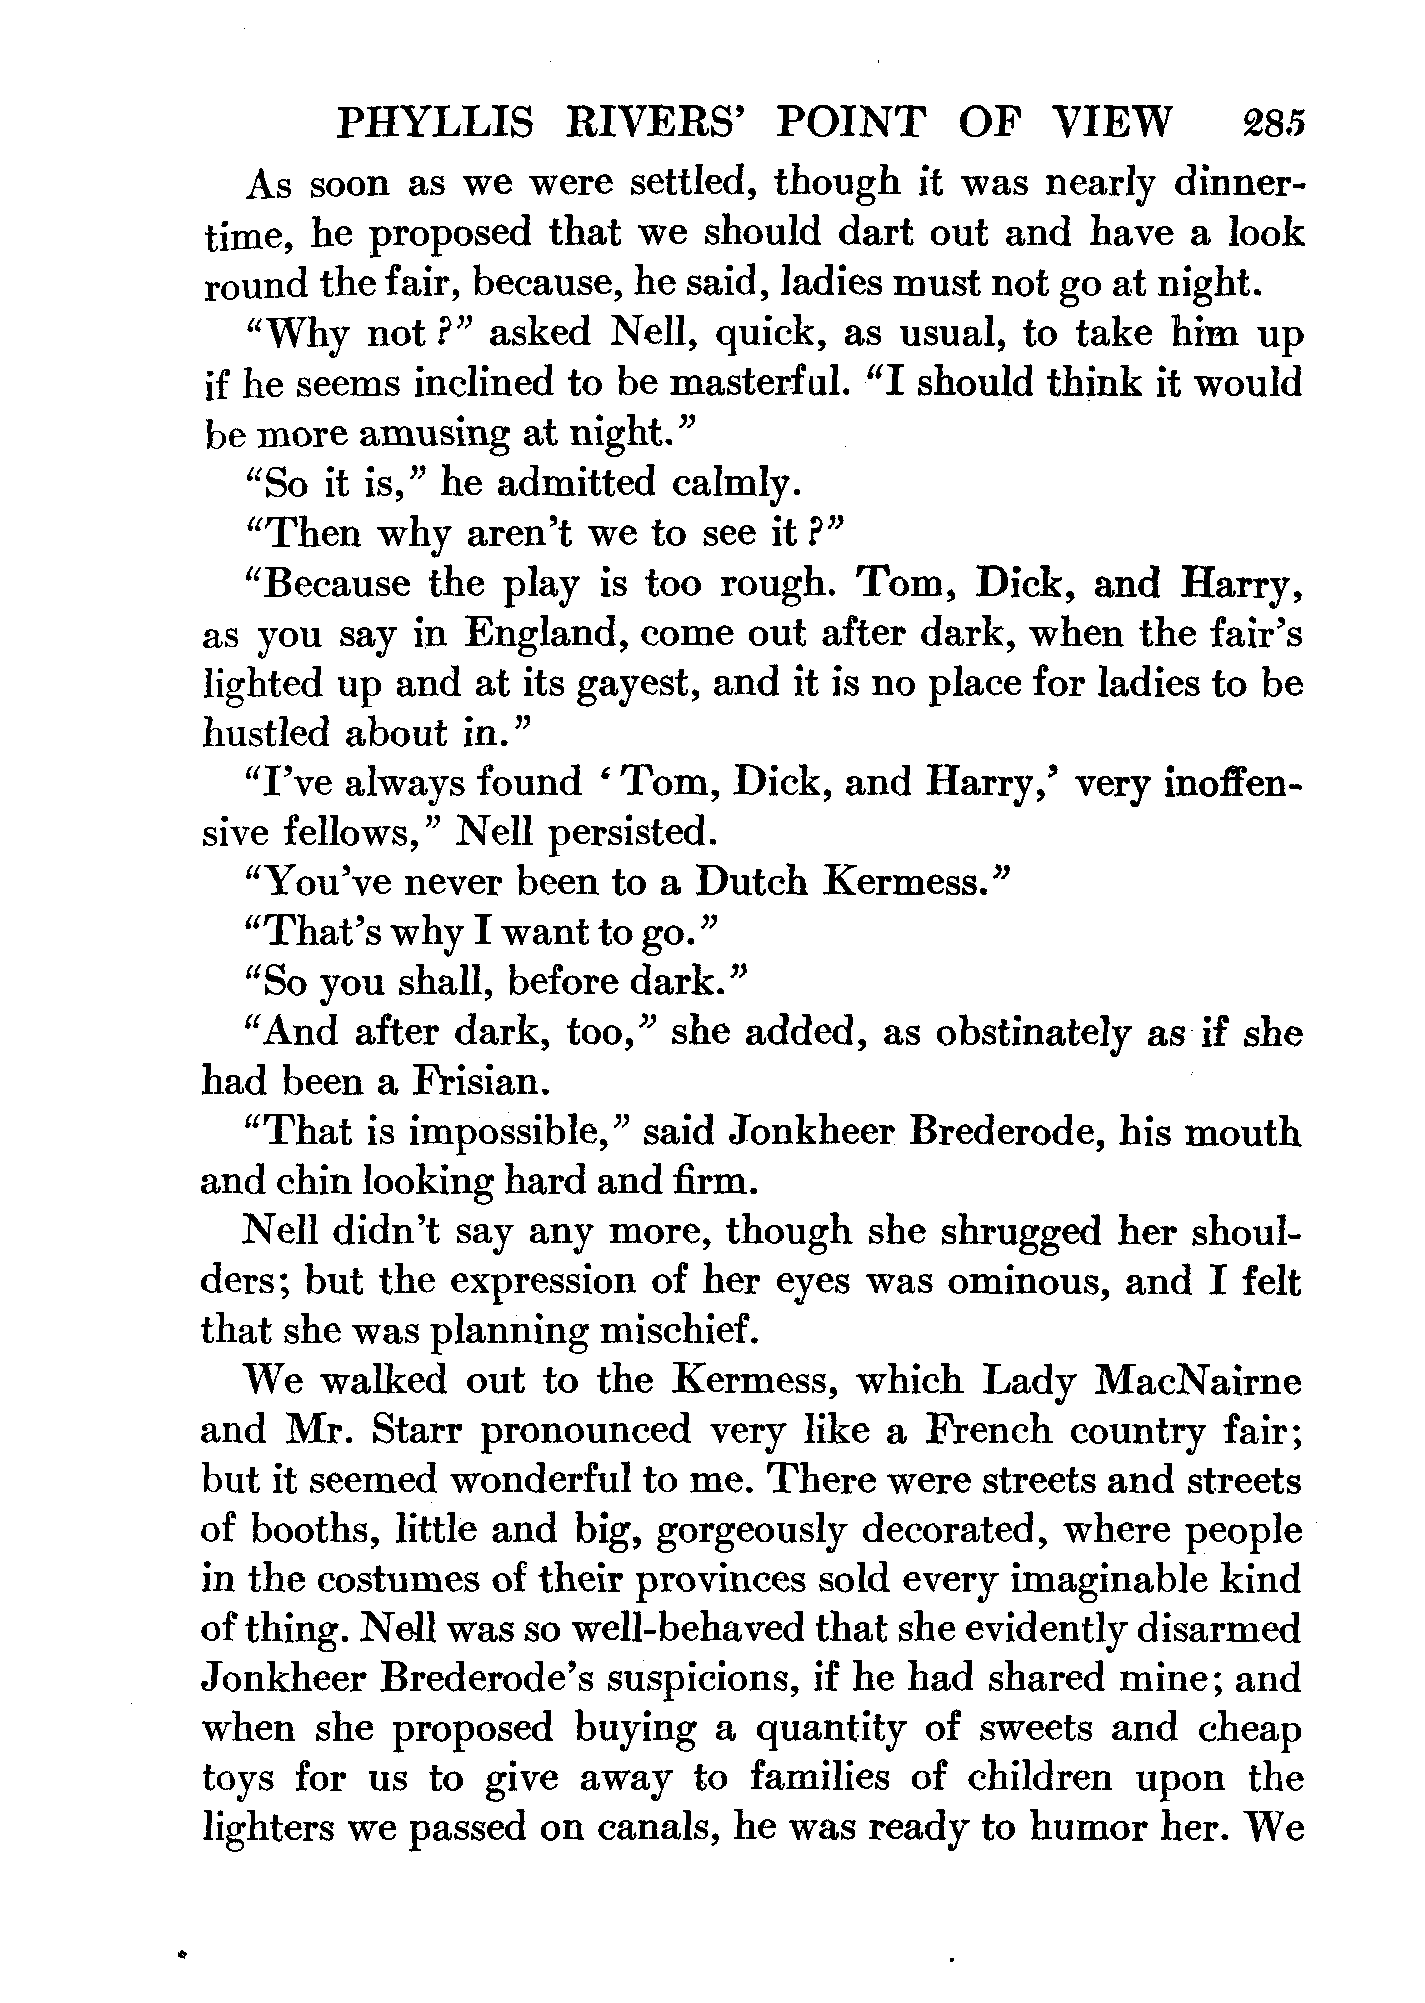 PHYLLIS RIVERS' POINT OF VIEW 285
As soon as we were settled, though it was nearly dinner-
time, he proposed that we should dart out and have a look
round the fair, because, he said, ladies must not go at night.
"Why not?" asked Nell, quick, as usual, to take him up
if he seems inclined to be masterful. "I should think it would
be more amusing at night."
"So it is," he admitted calmly.
"Then why aren't we to see it?"
"Because the play is too rough. Tom, Dick, and Harry,
as you say in England, come out after dark, when the fair's
lighted up and at its gayest, and it is no place for ladies to be
hustled about in."
"I've always found 'Tom, Dick, and Harry,' very inoffen-
sive fellows," Nell persisted.
"You've never been to a Dutch Kermess."
"That's why I want to go."
"So you shall, before dark."
"And after dark, too," she added, as obstinately as if she
had been a Frisian.
"That is impossible," said Jonkheer Brederode, his mouth
and chin looking hard and firm.
Nell didn't say any more, though she shrugged her shoul-
ders; but the expression of her eyes was ominous, and I felt
that she was planning mischief.
We walked out to the Kermess, which Lady MacNairne
and Mr. Starr pronounced very like a French country fair;
but it seemed wonderful to me. There were streets and streets
of booths, little and big, gorgeously decorated, where people
in the costumes of their provinces sold every imaginable kind
of thing. Nell was so well-behaved that she evidently disarmed
Jonkheer Brederode's suspicions, if he had shared mine; and
when she proposed buying a quantity of sweets and cheap
toys for us to give away to families of children upon the
lighters we passed on canals, he was ready to humor her. We